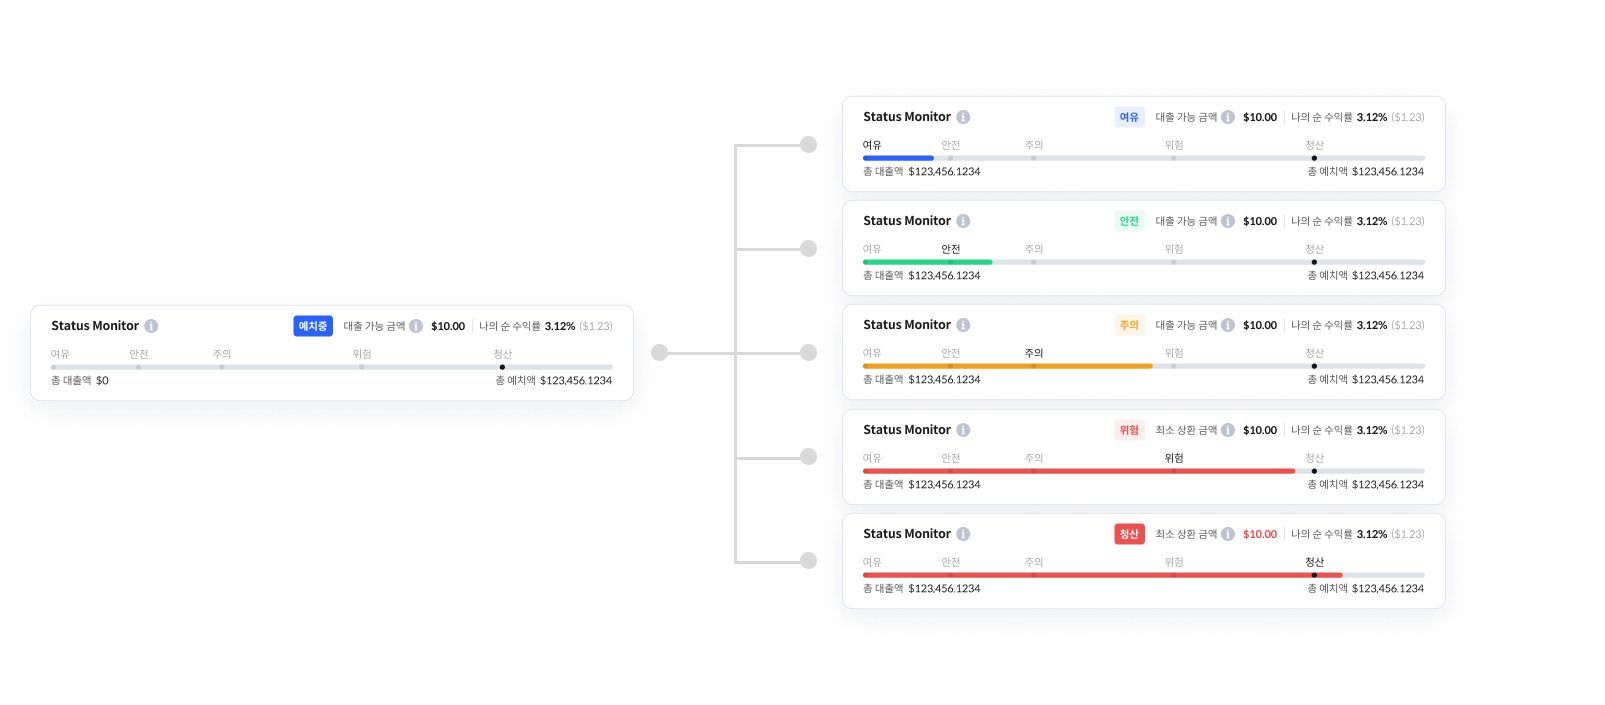 Status Monitor 예치중 대출 가능 금액 $10.00 나의 순 수익률 3.12% ($1.23)
여유 안전 주의 위험 청산
총 대출액 $0 총 예치액 $123,456.1234
Status Monitor 여유 대출 가능 금액 $10.00 나의 순 수익률 3.12% ($1.23)
여유 안전 주의 위험 청산
총 대출액 $123,456.1234 총 예치액 $123,456.1234
Status Monitor 안전 대출 가능 금액 $10.00 나의 순 수익률 3.12% ($1.23)
여유 안전 주의 위험 청산
총 대출액 $123,456.1234 총 예치액 $123,456.1234
Status Monitor 주의 대출 가능 금액 $10.00 나의 순 수익률 3.12% ($1.23)
여유 안전 주의 위험 청산
총 대출액 $123,456.1234 총 예치액 $123,456.1234
Status Monitor 위험 최소 상환 금액 $10.00 나의 순 수익률 3.12% ($1.23)
여유 안전 주의 위험 청산
총 대출액 $123,456.1234 총 예치액 $123,456.1234
Status Monitor 청산 최소 상환 금액 $10.00 나의 순 수익률 3.12% ($1.23)
여유 안전 주의 위험 청산
총 대출액 $123,456.1234 총 예치액 $123,456.1234